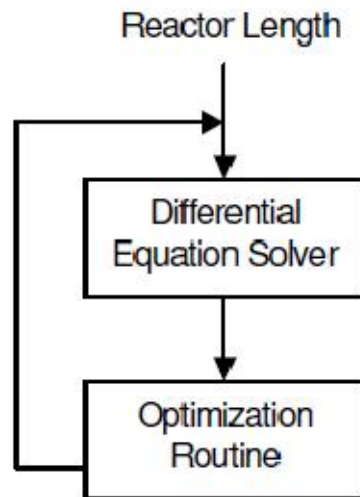 Reactor Length
Differential
Equation Solver
Optimization
Routine